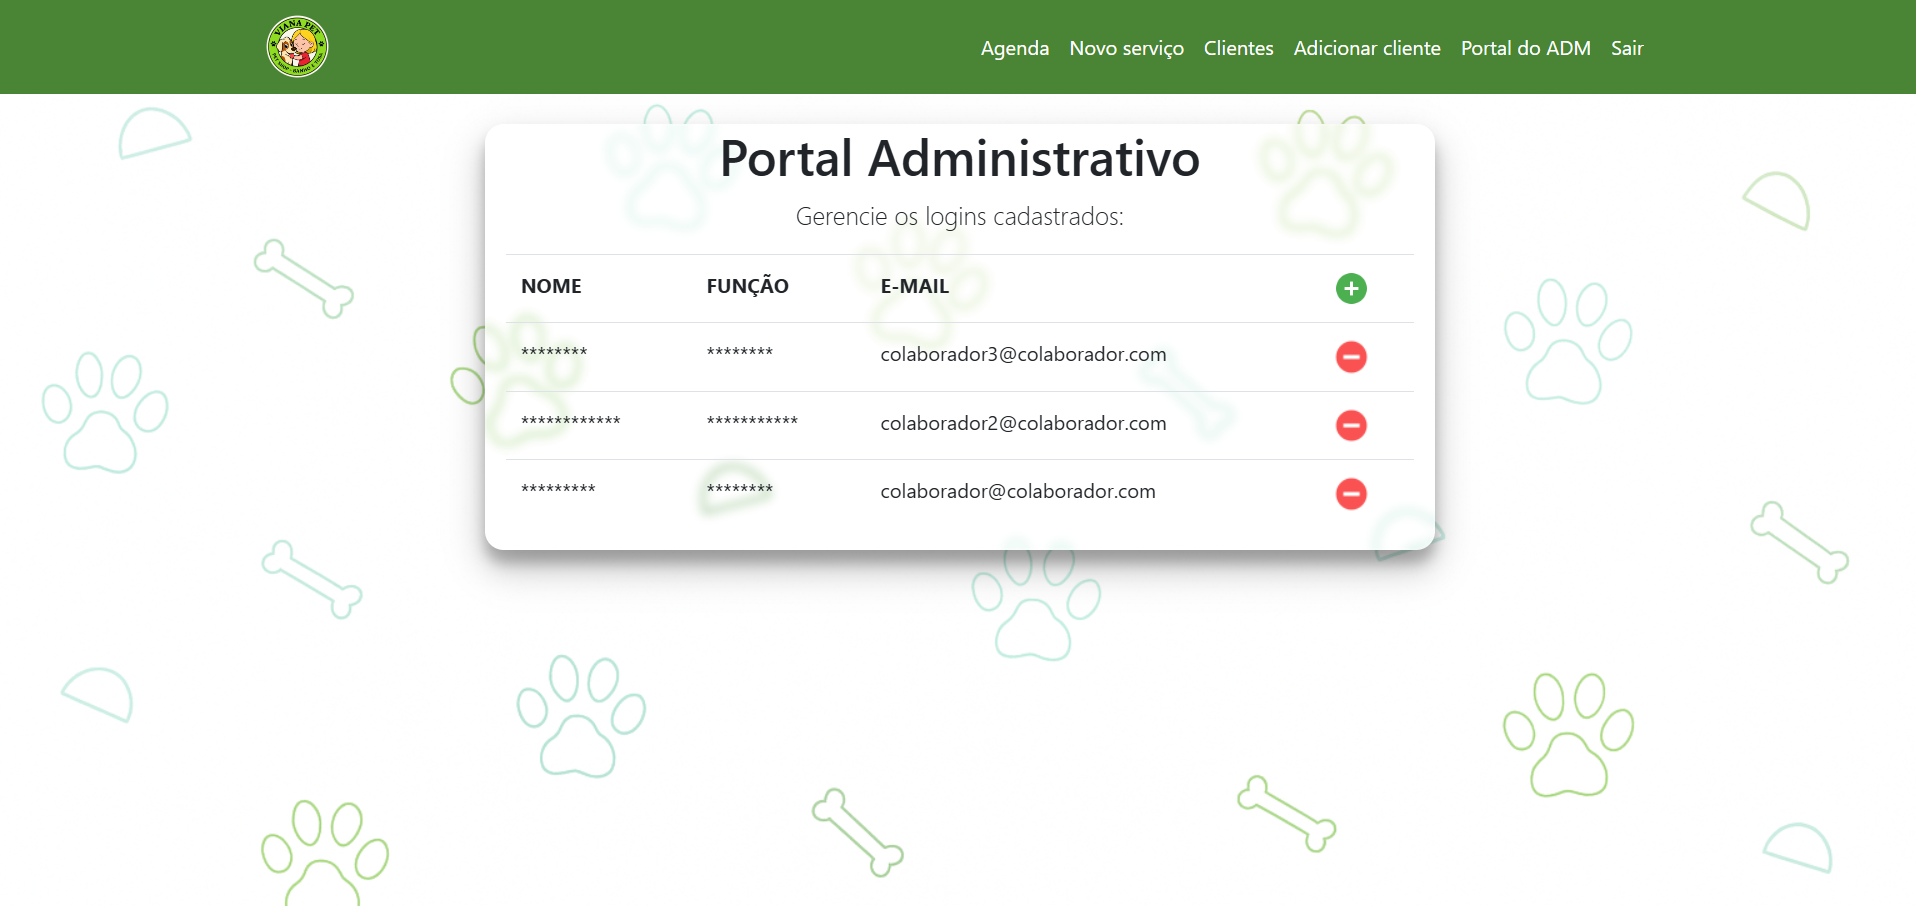 VIANA PET
Agenda Novo serviço Clientes Adicionar cliente Portal do ADM Sair
Portal Administrativo
Gerencie os logins cadastrados:
NOME FUNÇÃO E-MAIL
******** ******** colaborador3@colaborador.com
*********** *********** colaborador2@colaborador.com
********* ******** colaborador@colaborador.com